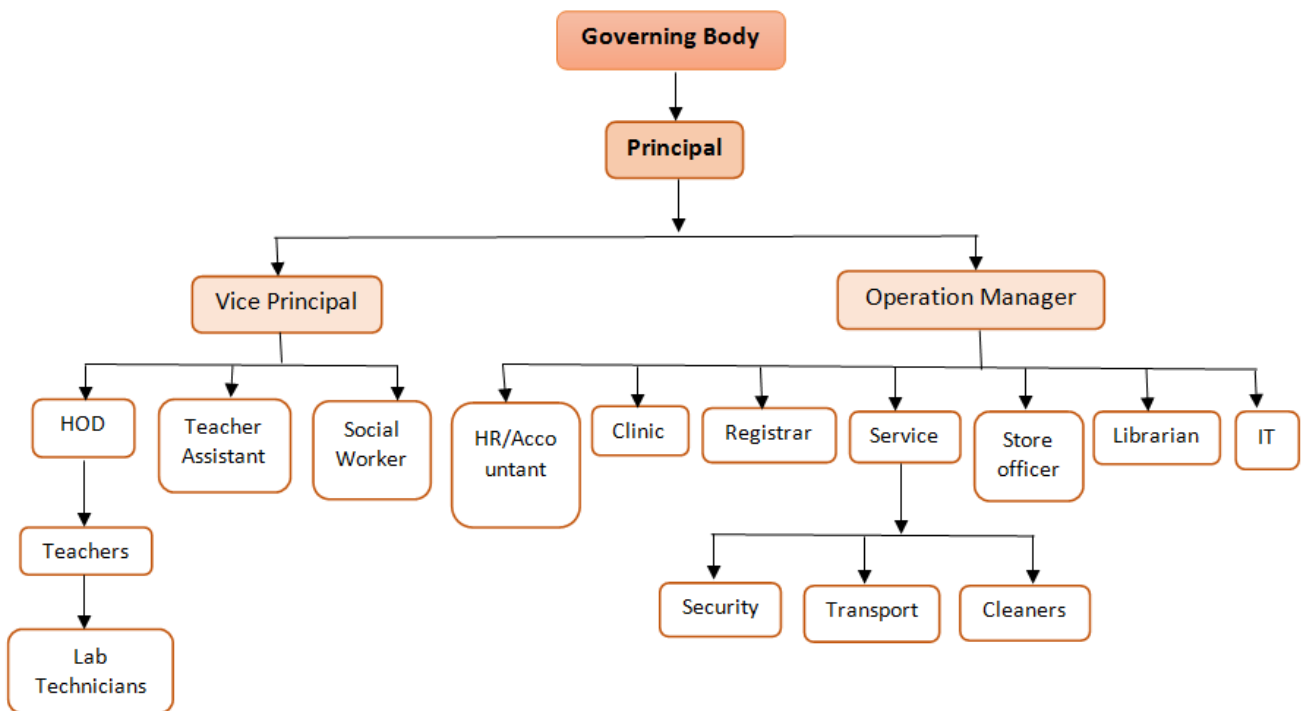 Governing Body
Principal
Vice Principal
Operation Manager
HOD
Teacher
Assistant
Social
Worker
HR/Acco
untant
Clinic
Registrar
Service
Store
officer
Librarian
IT
Teachers
Security
Transport
Cleaners
Lab
Technicians